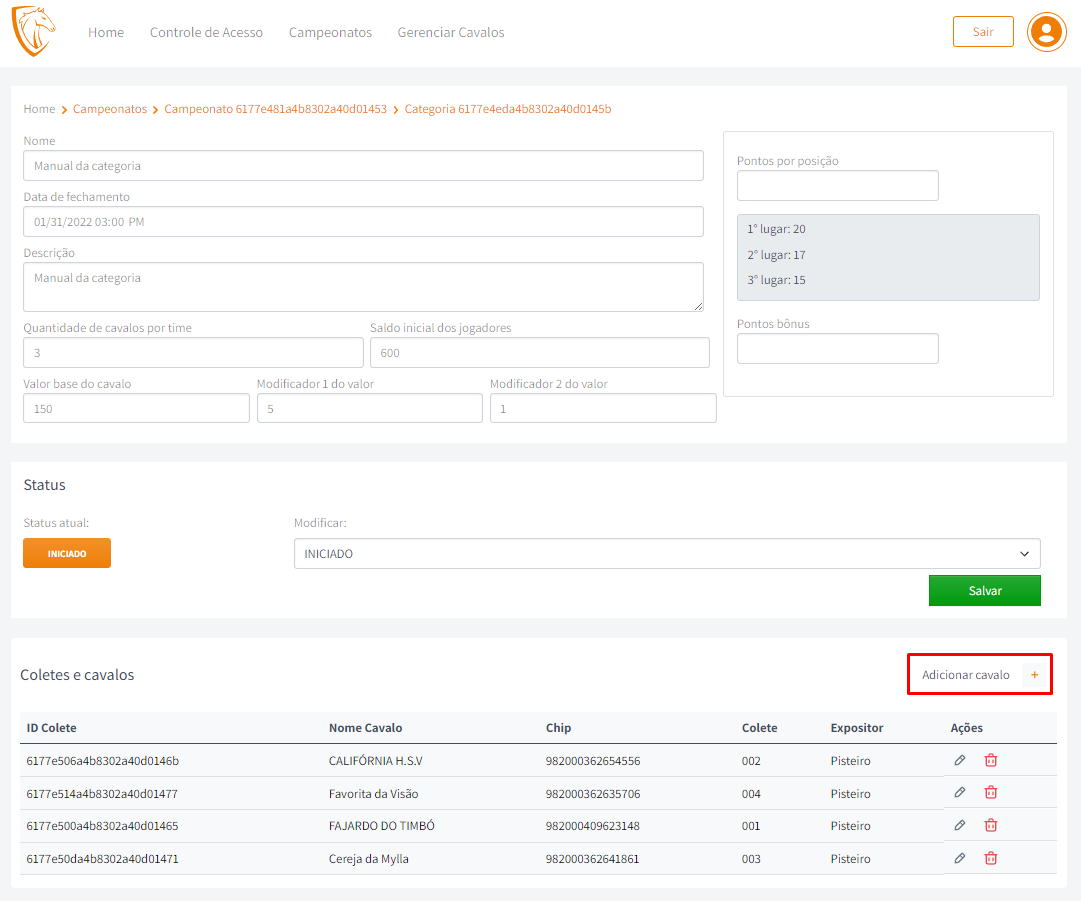 Home Controle de Acesso Campeonatos Gerenciar Cavalos Sair
Home Campeonatos Campeonato 6177e481a4b8302a40d01453 Categoria 6177e4eda4b8302a40d0145b
Nome
Manual da categoria
Data de fechamento
01/31/2022 03:00 PM
Descrição
Manual da categoria
Quantidade de cavalos por time Saldo inicial dos jogadores
3 600
Valor base do cavalo Modificador 1 do valor Modificador 2 do valor
150 5 1
Pontos por posição
1° lugar: 20
2° lugar: 17
3° lugar: 15
Pontos bônus
Status
Status atual: Modificar:
INICIADO INICIADO
Salvar
Coletes e cavalos Adicionar cavalo +
ID Colete Nome Cavalo Chip Colete Expositor Ações
6177e506a4b8302a40d0146b CALIFÓRNIA H.S.V 982000362654556 002 Pisteiro
6177e514a4b8302a40d01477 Favorita da Visão 982000362635706 004 Pisteiro
6177e500a4b8302a40d01465 FAJARDO DO TIMBÓ 982000409623148 001 Pisteiro
6177e50da4b8302a40d01471 Cereja da Mylla 982000362641861 003 Pisteiro